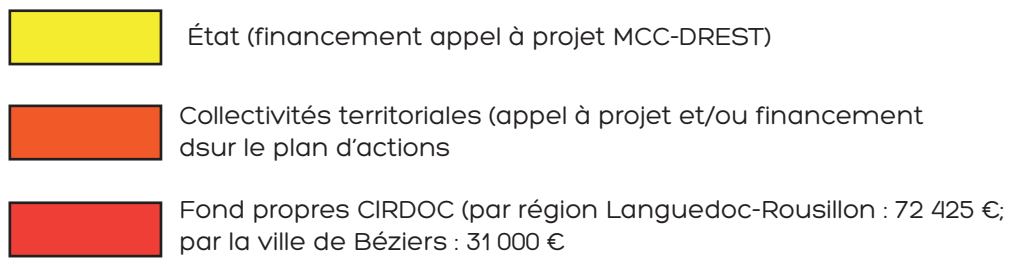 État (financement appel à projet MCC-DREST)
Collectivités territoriales (appel à projet et/ou financement
dsur le plan d'actions
Fond propres CIRDOC (par région Languedoc-Rousillon : 72 425 €;
par la ville de Béziers : 31 000 €